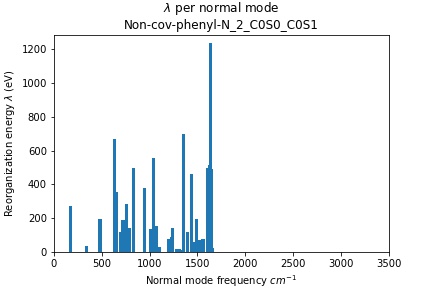 λ per normal mode
Non-cov-phenyl-N_2_C0S0_C0S1
Reorganization energy λ (eV)
1200
1000
800
600
400
200
0
0 500 1000 1500 2000 2500 3000 3500
Normal mode frequency cm⁻¹